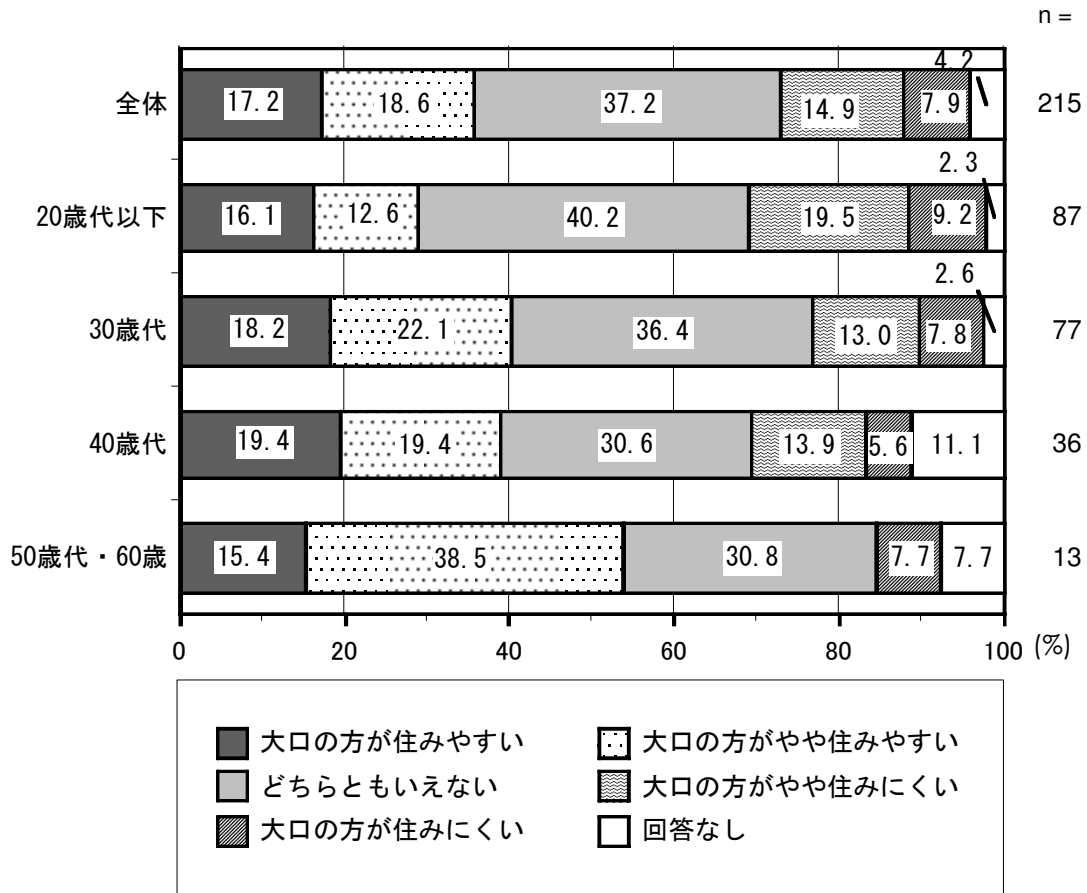 n =
4.2
全体 17.2 18.6 37.2 14.9 7.9 215
2.3
20歳代以下 16.1 12.6 40.2 19.5 9.2 87
2.6
30歳代 18.2 22.1 36.4 13.0 7.8 77
40歳代 19.4 19.4 30.6 13.9 5.6 11.1 36
50歳代・60歳 15.4 38.5 30.8 7.7 7.7 13
0 20 40 60 80 100 (%)
大口の方が住みやすい 大口の方がやや住みやすい
どちらともいえない 大口の方がやや住みにくい
大口の方が住みにくい 回答なし